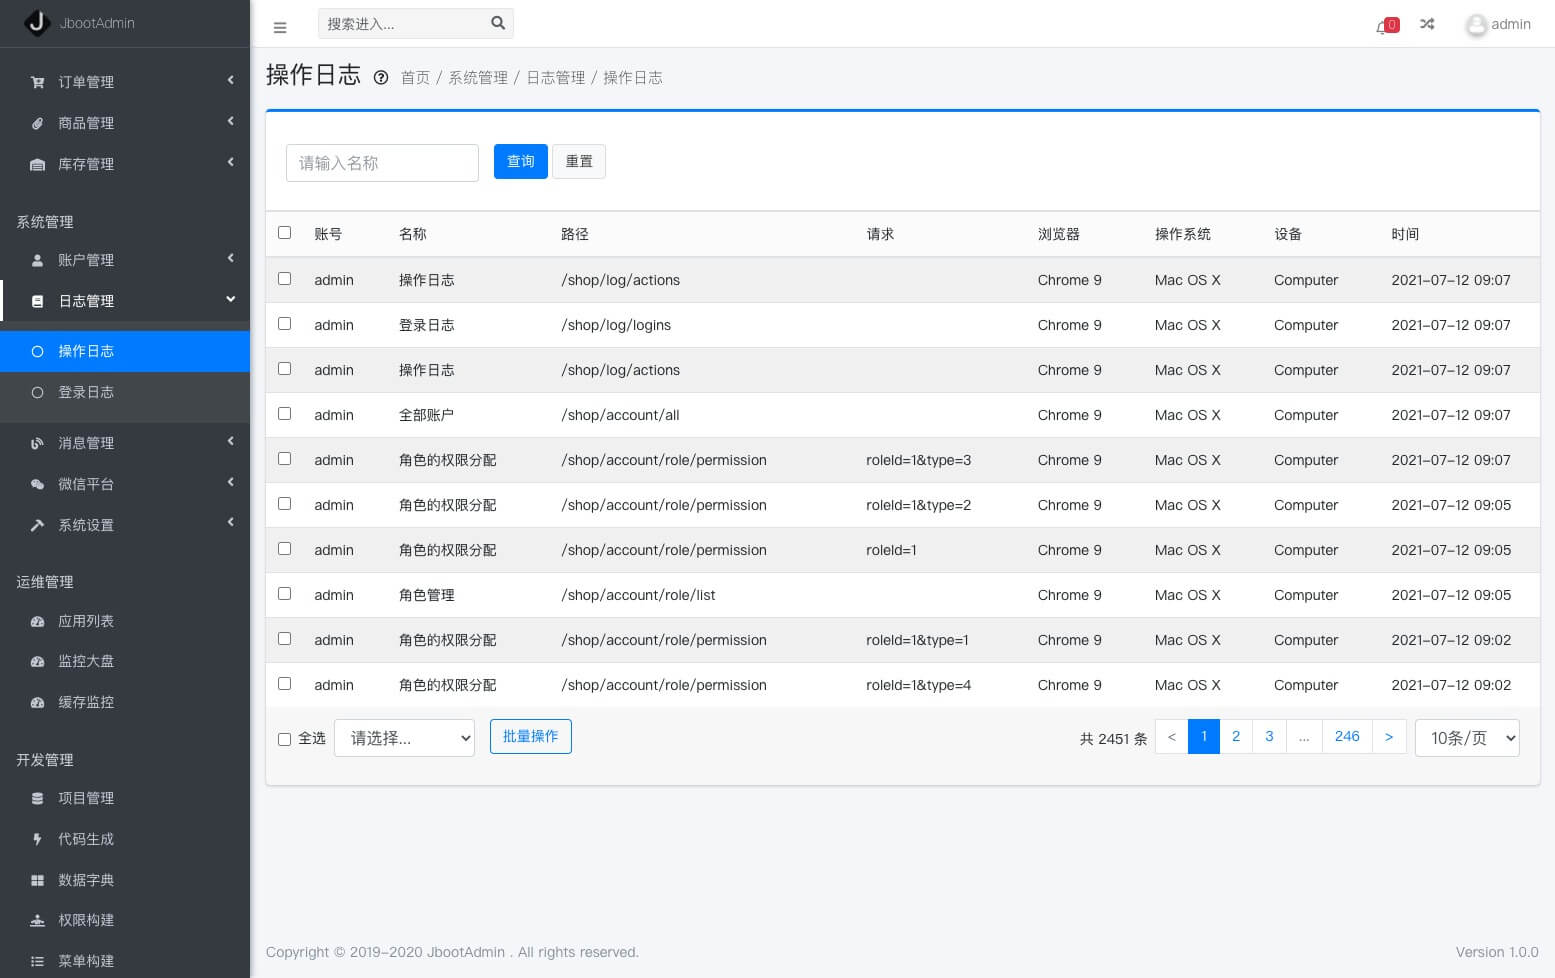 JbootAdmin
订单管理
商品管理
库存管理
系统管理
账户管理
日志管理
操作日志
登录日志
消息管理
微信平台
系统设置
运维管理
应用列表
监控大盘
缓存监控
开发管理
项目管理
代码生成
数据字典
权限构建
菜单构建
搜索进入...
0 admin
操作日志 首页 / 系统管理 / 日志管理 / 操作日志
请输入名称 查询 重置
账号 名称 路径 请求 浏览器 操作系统 设备 时间
admin 操作日志 /shop/log/actions Chrome 9 Mac OS X Computer 2021-07-12 09:07
admin 登录日志 /shop/log/logins Chrome 9 Mac OS X Computer 2021-07-12 09:07
admin 操作日志 /shop/log/actions Chrome 9 Mac OS X Computer 2021-07-12 09:07
admin 全部账户 /shop/account/all Chrome 9 Mac OS X Computer 2021-07-12 09:07
admin 角色的权限分配 /shop/account/role/permission roleId=1&type=3 Chrome 9 Mac OS X Computer 2021-07-12 09:07
admin 角色的权限分配 /shop/account/role/permission roleId=1&type=2 Chrome 9 Mac OS X Computer 2021-07-12 09:05
admin 角色的权限分配 /shop/account/role/permission roleId=1 Chrome 9 Mac OS X Computer 2021-07-12 09:05
admin 角色管理 /shop/account/role/list Chrome 9 Mac OS X Computer 2021-07-12 09:05
admin 角色的权限分配 /shop/account/role/permission roleId=1&type=1 Chrome 9 Mac OS X Computer 2021-07-12 09:02
admin 角色的权限分配 /shop/account/role/permission roleId=1&type=4 Chrome 9 Mac OS X Computer 2021-07-12 09:02
全选 请选择... 批量操作 共 2451 条 < 1 2 3 ... 246 > 10条/页
Copyright © 2019-2020 JbootAdmin . All rights reserved. Version 1.0.0